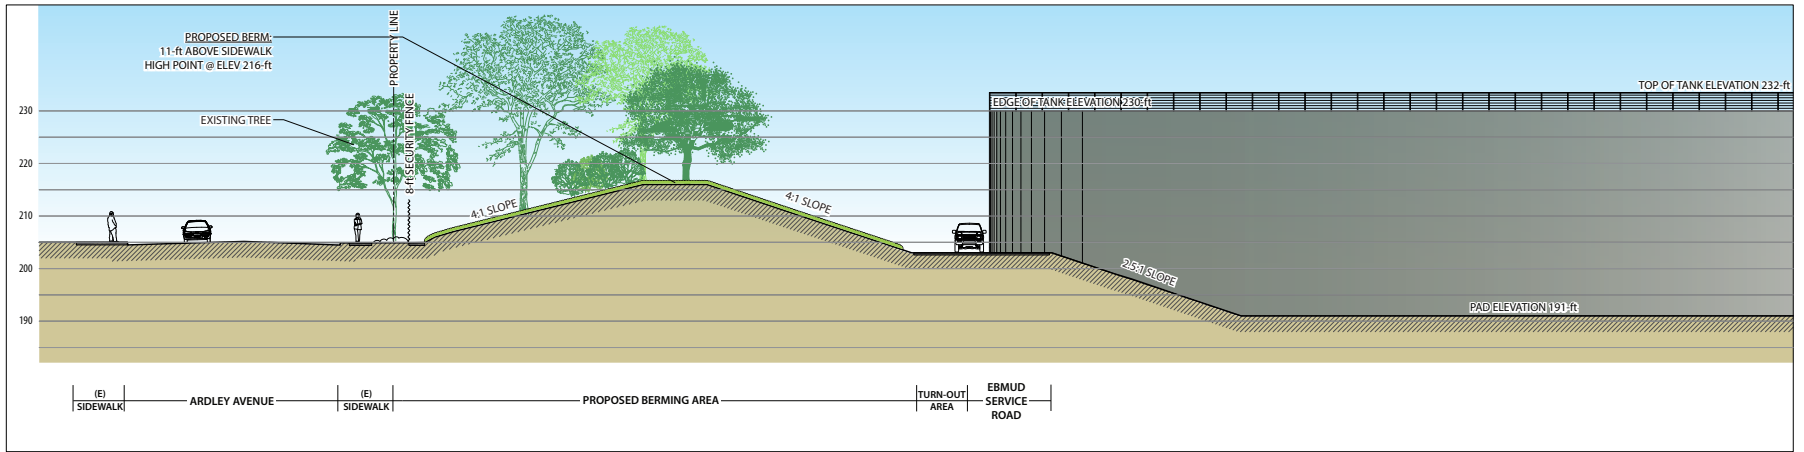 PROPOSED BERM:
11-ft ABOVE SIDEWALK
HIGH POINT @ ELEV 216-ft
PROPERTY LINE
8-ft SECURITY FENCE
EXISTING TREE
TOP OF TANK ELEVATION 232-ft
EDGE OF TANK ELEVATION 230-ft
230
220
210
200
190
4:1 SLOPE
4:1 SLOPE
2.5:1 SLOPE
PAD ELEVATION 191-ft
(E)
SIDEWALK
ARDLEY AVENUE
(E)
SIDEWALK
PROPOSED BERMING AREA
TURN-OUT
AREA
EBMUD
SERVICE
ROAD